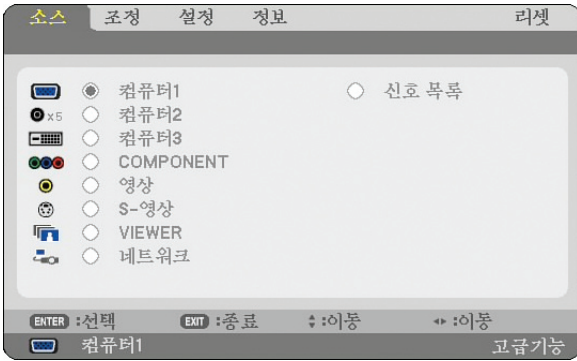 소스 조정 설정 정보 리셋
컴퓨터1 신호 목록
x5 컴퓨터2
컴퓨터3
COMPONENT
영상
S-영상
VIEWER
네트워크
ENTER :선택 EXIT :종료 :이동 :이동
컴퓨터1 고급기능